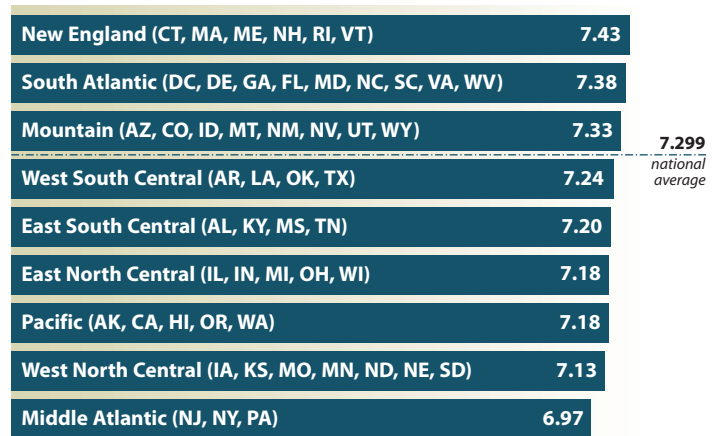 New England (CT, MA, ME, NH, RI, VT) 7.43
South Atlantic (DC, DE, GA, FL, MD, NC, SC, VA, WV) 7.38
Mountain (AZ, CO, ID, MT, NM, NV, UT, WY) 7.33
7.299
national
average
West South Central (AR, LA, OK, TX) 7.24
East South Central (AL, KY, MS, TN) 7.20
East North Central (IL, IN, MI, OH, WI) 7.18
Pacific (AK, CA, HI, OR, WA) 7.18
West North Central (IA, KS, MO, MN, ND, NE, SD) 7.13
Middle Atlantic (NJ, NY, PA) 6.97